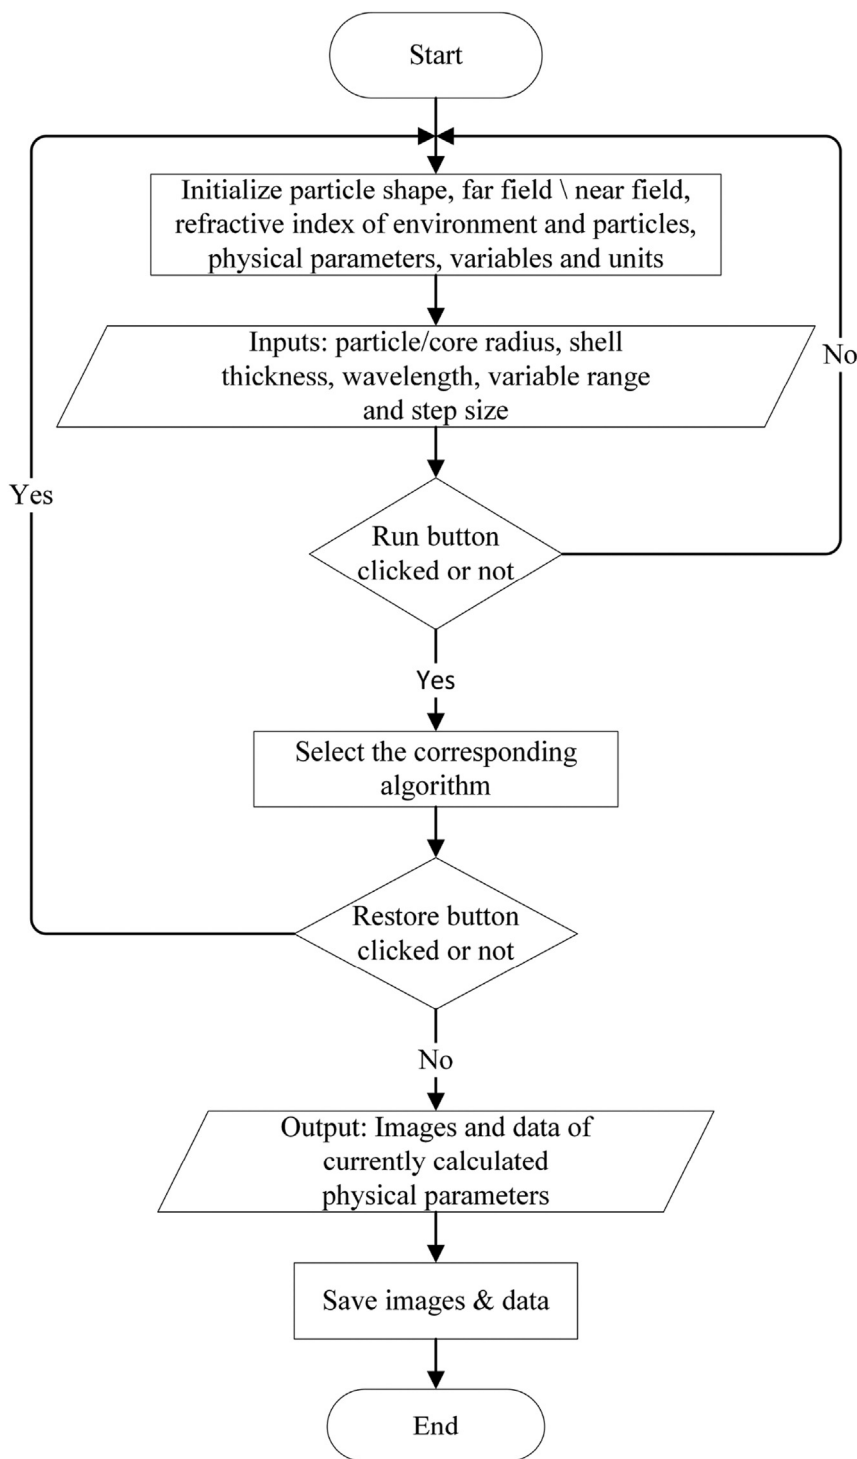 Start
Initialize particle shape, far field \ near field,
refractive index of environment and particles,
physical parameters, variables and units
Inputs: particle/core radius, shell
thickness, wavelength, variable range
and step size
No
Yes
Run button
clicked or not
Yes
Select the corresponding
algorithm
Restore button
clicked or not
No
Output: Images and data of
currently calculated
physical parameters
Save images & data
End